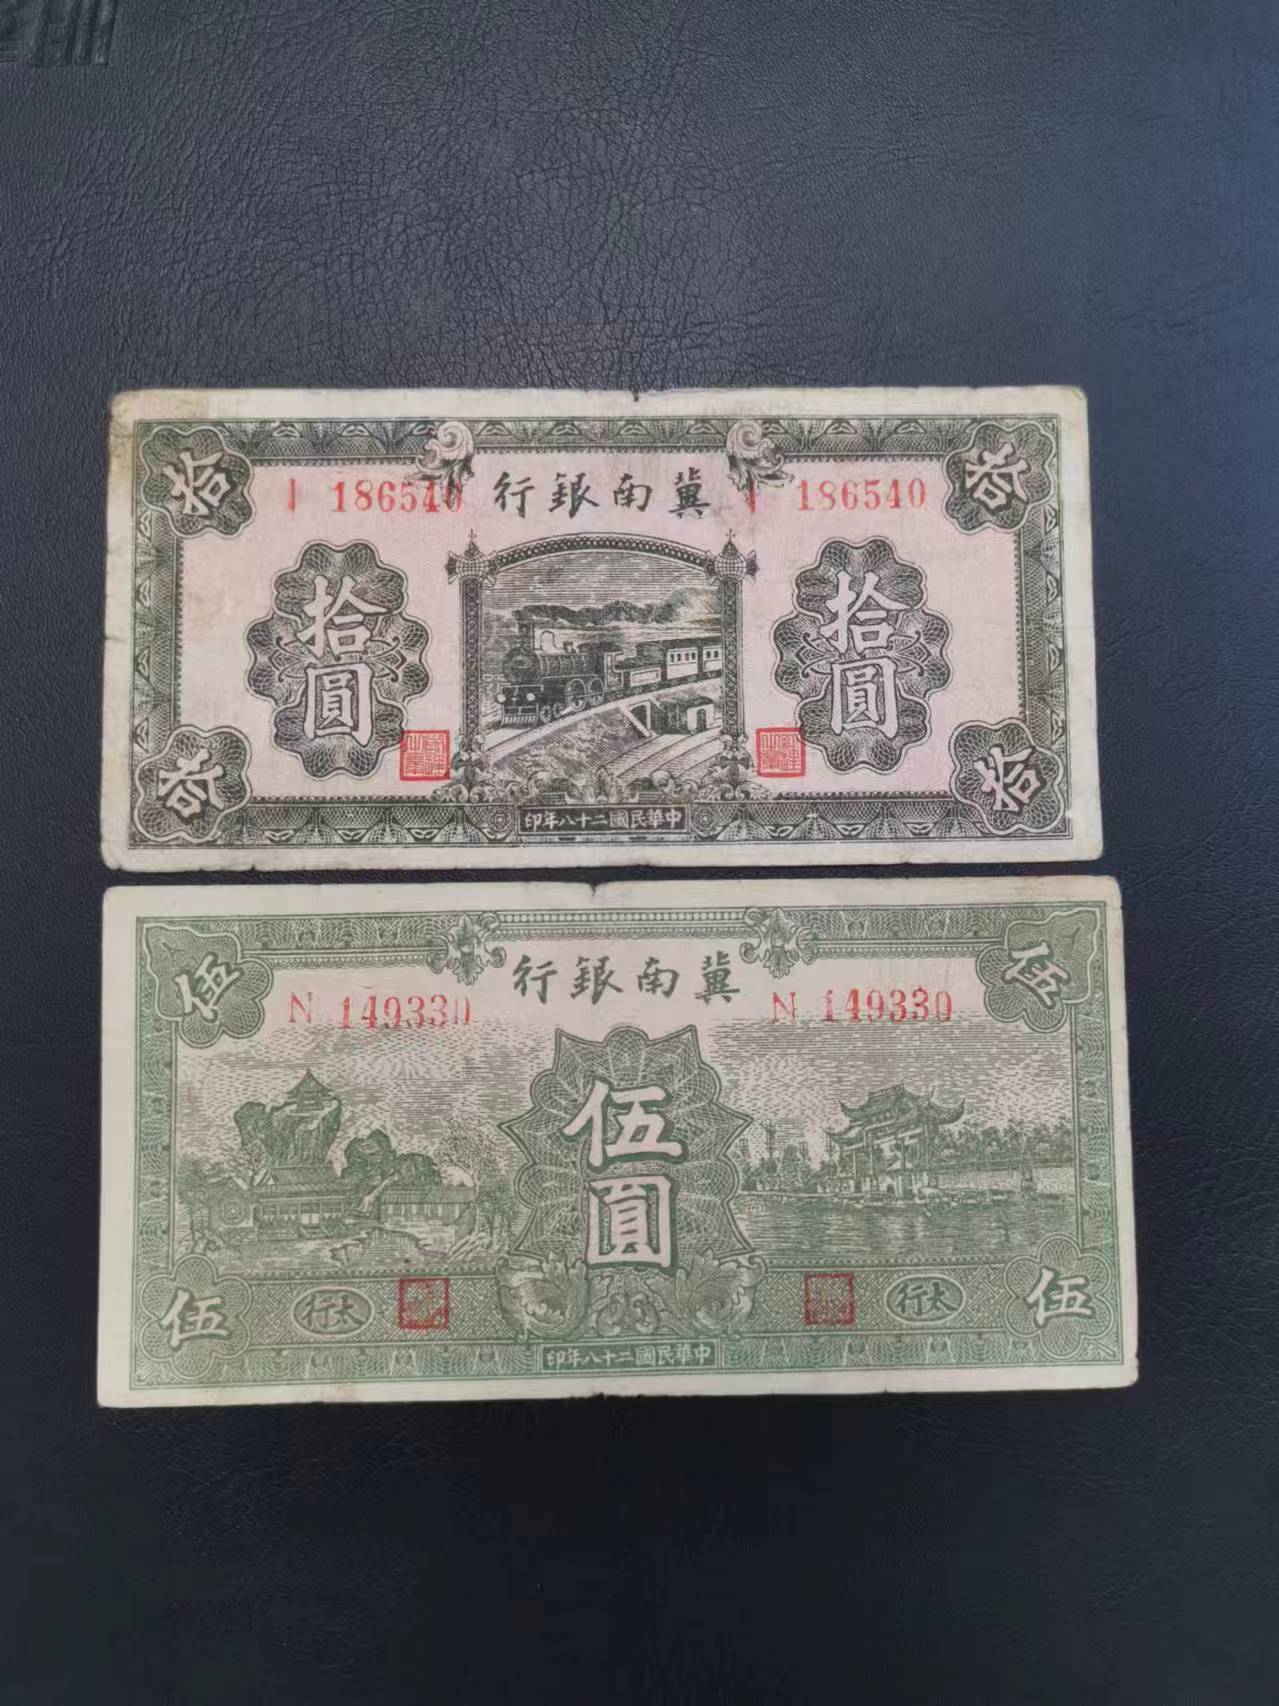 冀南銀行
I 186540
I 186540
拾
拾
拾圓
拾圓
拾
拾
中華民國二十八年印
冀南銀行
N 149330
N 149330
伍
伍
伍圓
伍
伍
太行
太行
中華民國二十八年印